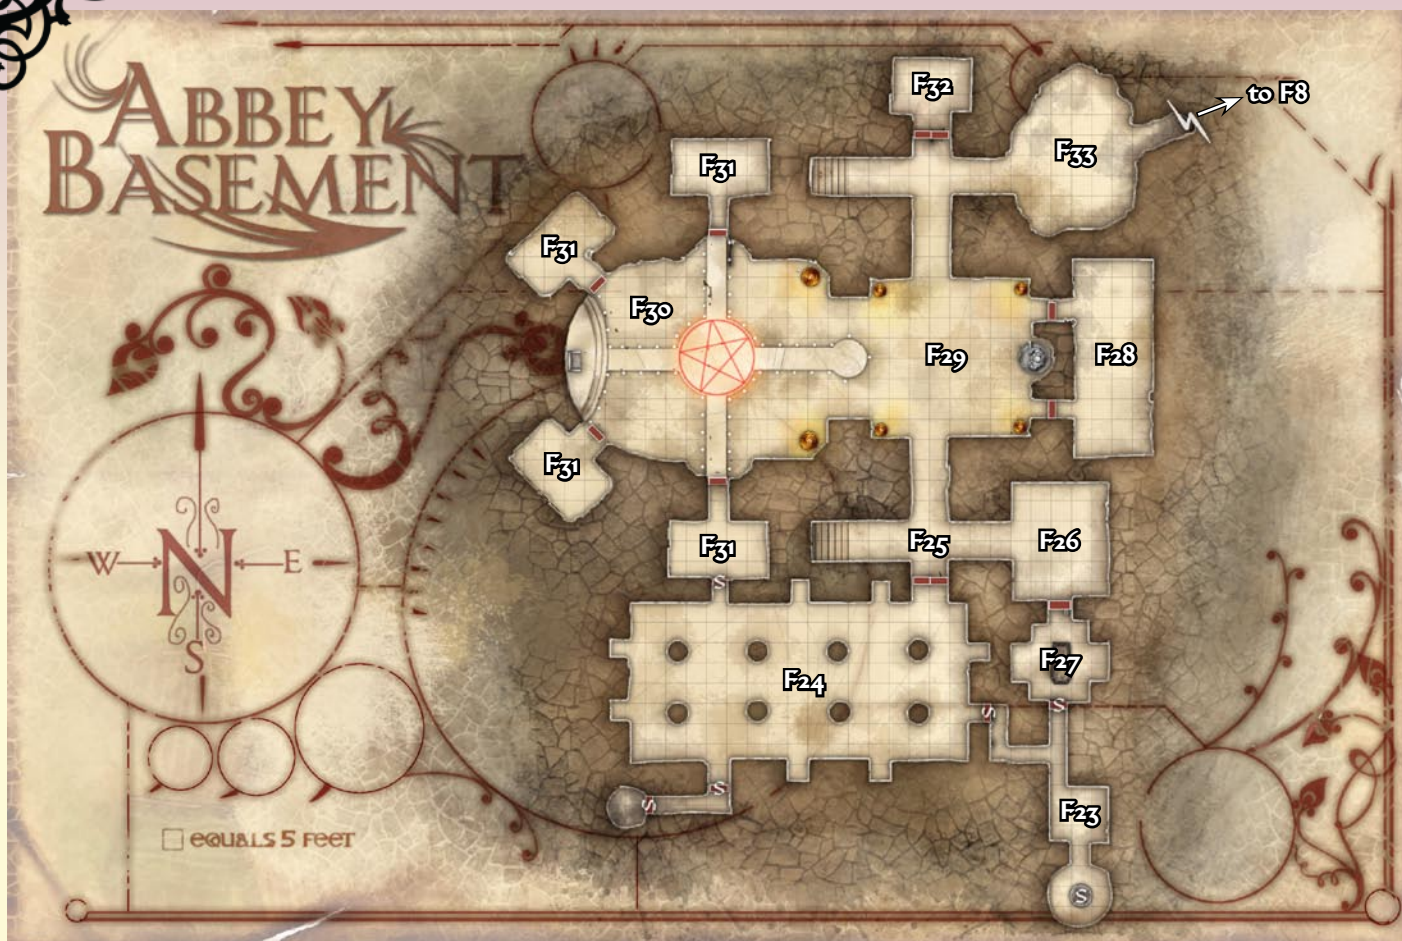 ABBEY
BASEMENT
F32
to F8
F33
F31
F31
F30
F29
F28
F31
F31
F25
F26
S
F24
F27
S
S
S
S
F23
S
N
W
E
S
EQUALS 5 FEET